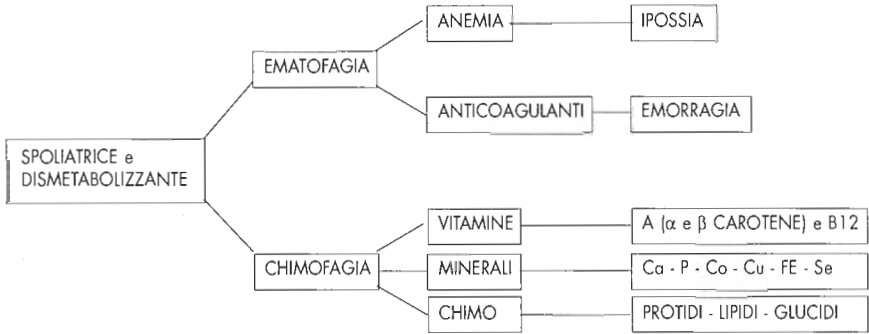 ANEMIA
IPOSSIA
EMATOFAGIA
ANTICOAGULANTI
EMORRAGIA
SPOLIATRICE e
DISMETABOLIZZANTE
VITAMINE
A (α e β CAROTENE) e B12
CHIMOFAGIA
MINERALI
Ca - P - Co - Cu - FE - Se
CHIMO
PROTIDI - LIPIDI - GLUCIDI